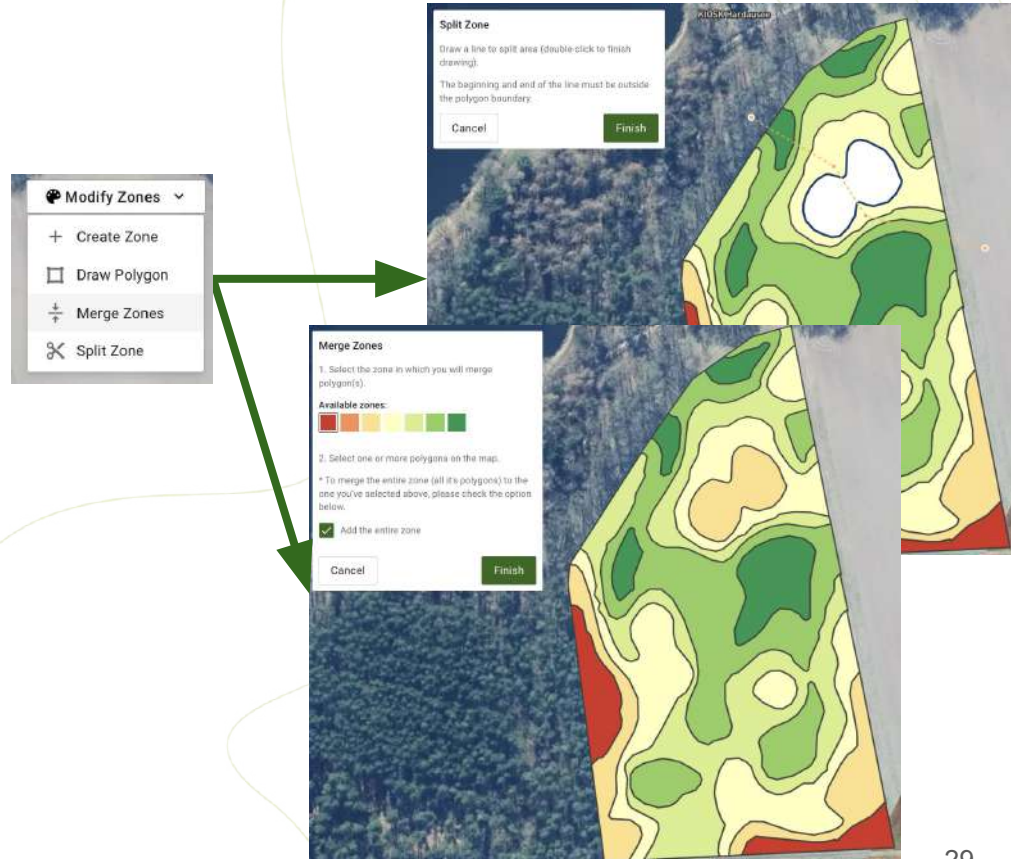 Modify Zones
Create Zone
Draw Polygon
Merge Zones
Split Zone
KIOSK Hardausee
Split Zone
Draw a line to split area (double click to finish
drawing).
The beginning and end of the line must be outside
the polygon boundary.
Cancel
Finish
Merge Zones
1. Select the zone in which you will merge
polygon(s).
Available zones:
2. Select one or more polygons on the map.
* To merge the entire zone (all it's polygons) to the
one you've selected above, please check the option
below.
Add the entire zone
Cancel
Finish
29